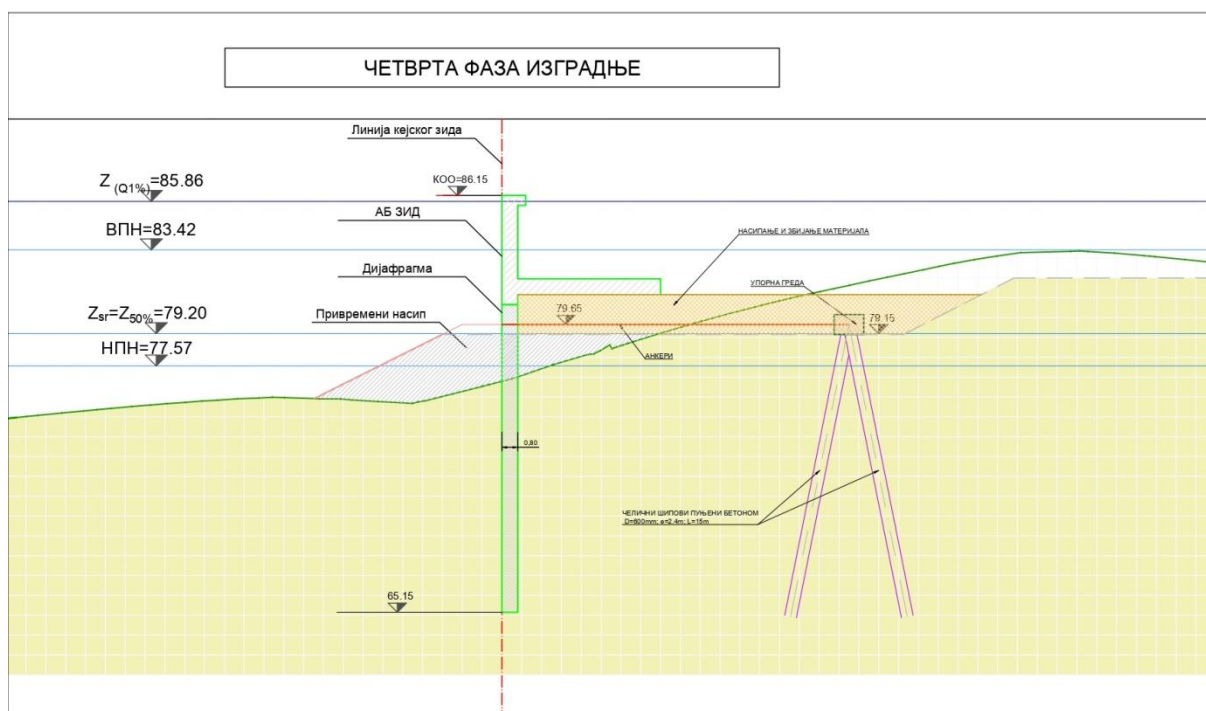 ЧЕТВРТА ФАЗА ИЗГРАДЊЕ
Линија кејског зида
Z (Q1%)=85.86
КОО=86.15
АБ ЗИД
ВПН=83.42
НАСИПАЊЕ И ЗБИЈАЊЕ МАТЕРИЈАЛА
Дијафрагма
УПОРНА ГРЕДА
Zsr=Z50%=79.20
Привремени насип
79.65
79.15
НПН=77.57
АНКЕРИ
0,80
ЧЕЛИЧНИ ШИПОВИ ПУЊЕНИ БЕТОНОМ
D=600mm; e=2.4m; L=15m
65.15